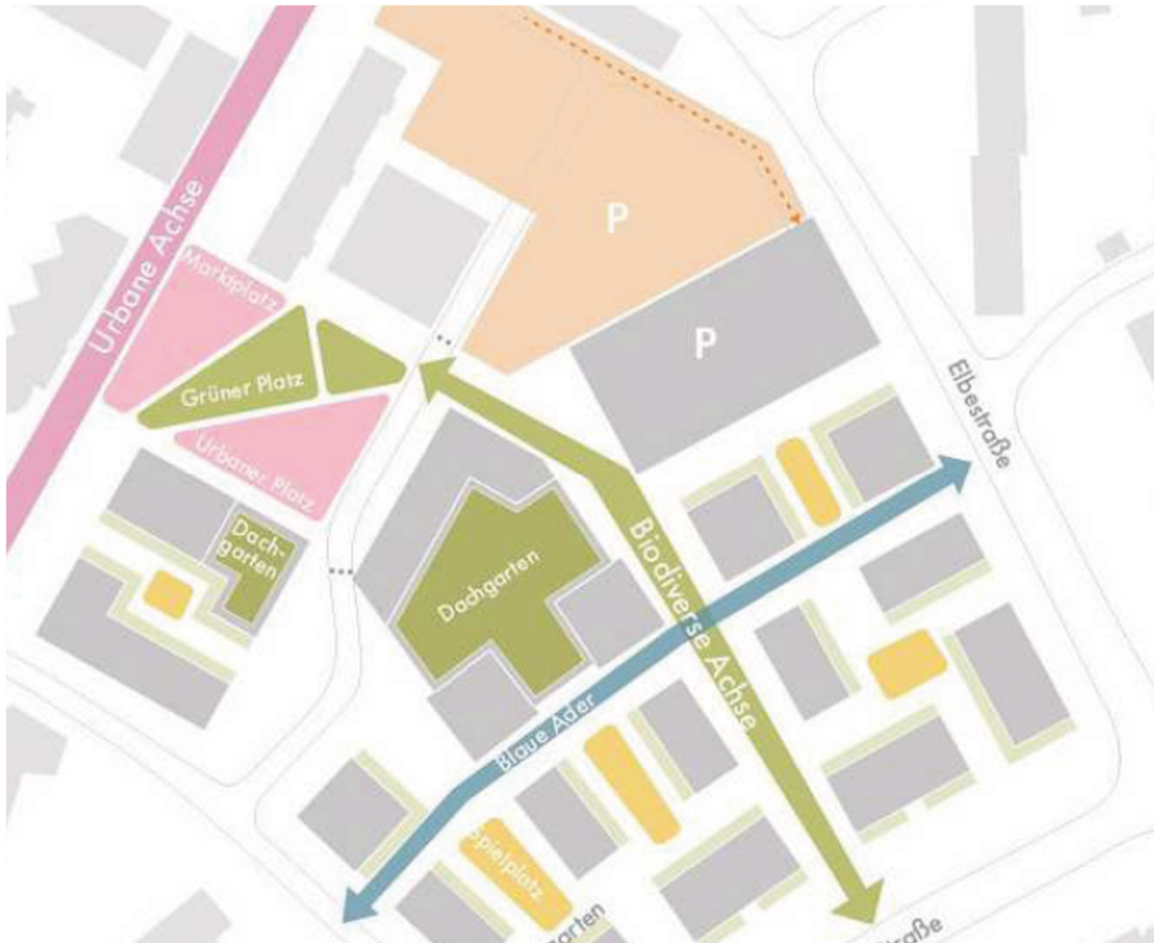 P
Urbane Achse
Marktplatz
P
Grüner Platz
Elbestraße
Urbaner Platz
Dach-
garten
Dachgarten
Biodiverse Achse
Blaue Ader
Spielplatz
garten
straße